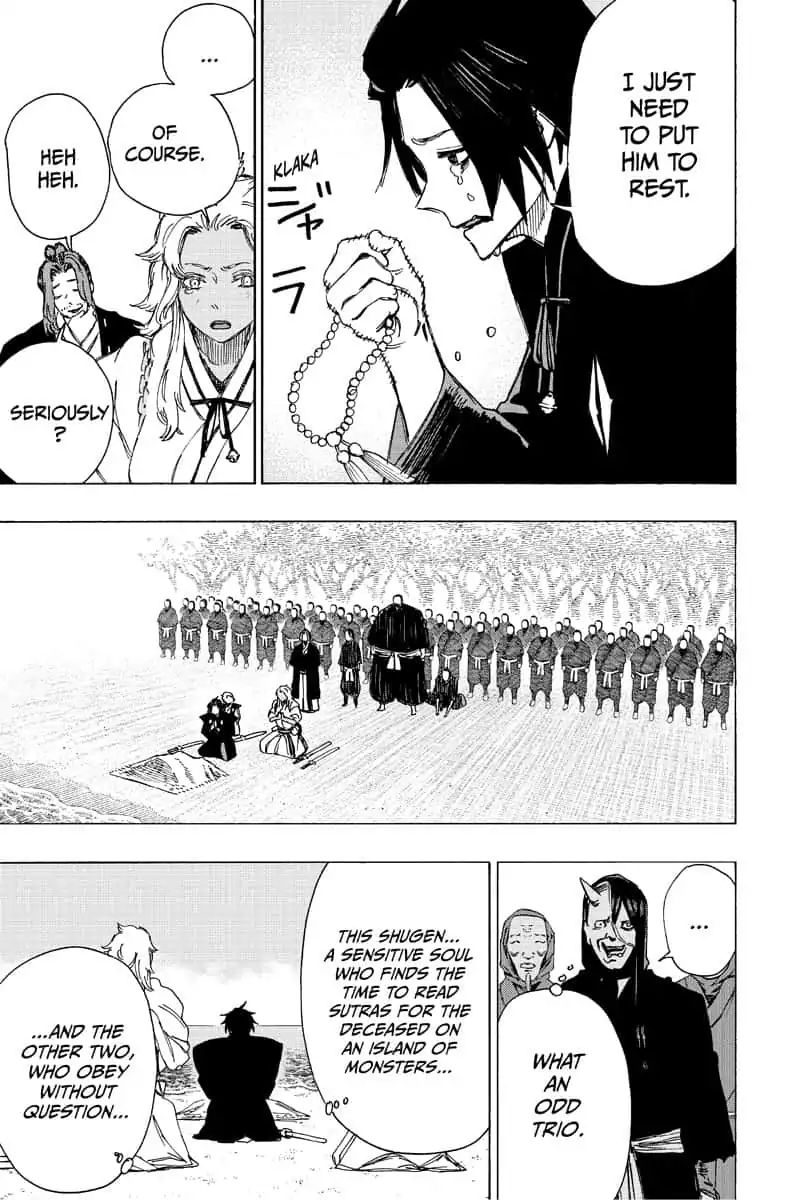 I JUST
NEED
TO PUT
HIM TO
REST.
KLAKA
ジャ
ラ
...
OF
COURSE.
HEH
HEH.
SERIOUSLY
?
...
WHAT
AN
ODD
TRIO.
THIS SHUGEN...
A SENSITIVE SOUL
WHO FINDS THE
TIME TO READ
SUTRAS FOR THE
DECEASED ON
AN ISLAND OF
MONSTERS...
...AND THE
OTHER TWO,
WHO OBEY
WITHOUT
QUESTION...